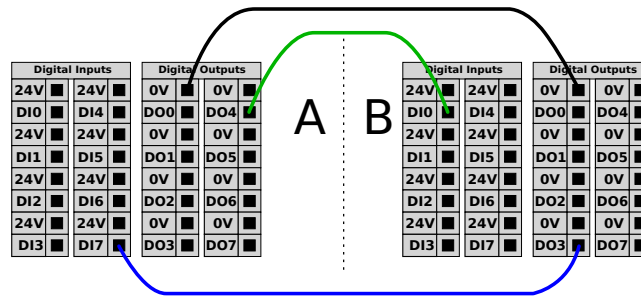 Digital Inputs Digital Outputs
24V 24V 0V 0V
DI0 DI4 DO0 DO4
24V 24V 0V 0V
DI1 DI5 DO1 DO5
24V 24V 0V 0V
DI2 DI6 DO2 DO6
24V 24V 0V 0V
DI3 DI7 DO3 DO7
A B
Digital Inputs Digital Outputs
24V 24V 0V 0V
DI0 DI4 DO0 DO4
24V 24V 0V 0V
DI1 DI5 DO1 DO5
24V 24V 0V 0V
DI2 DI6 DO2 DO6
24V 24V 0V 0V
DI3 DI7 DO3 DO7